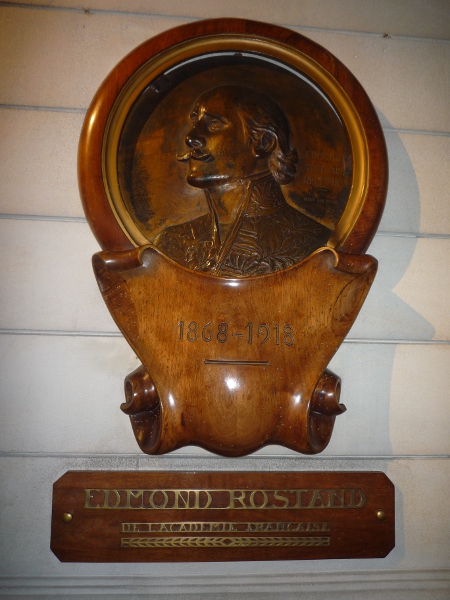 1868-1918
EDMOND ROSTAND
DE L'ACADÉMIE FRANÇAISE